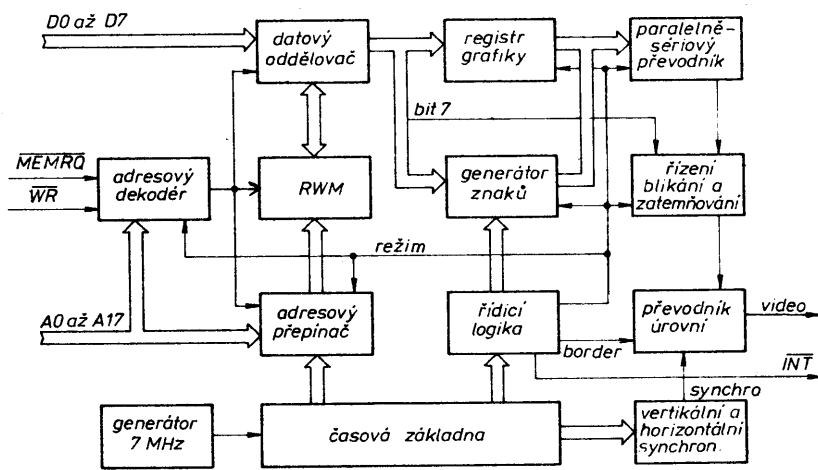 D0 až D7
datový
oddělovač
registr
grafiky
paralelně-
sériový
převodník
bit 7
MEMRQ
WR
adresový
dekodér
RWM
generátor
znaků
řízení
blikání a
zatemňování
režim
A0 až A17
adresový
přepínač
řídicí
logika
převodník
úrovní
video
border
INT
synchro
generátor
7 MHz
časová základna
vertikální a
horizontální
synchron.